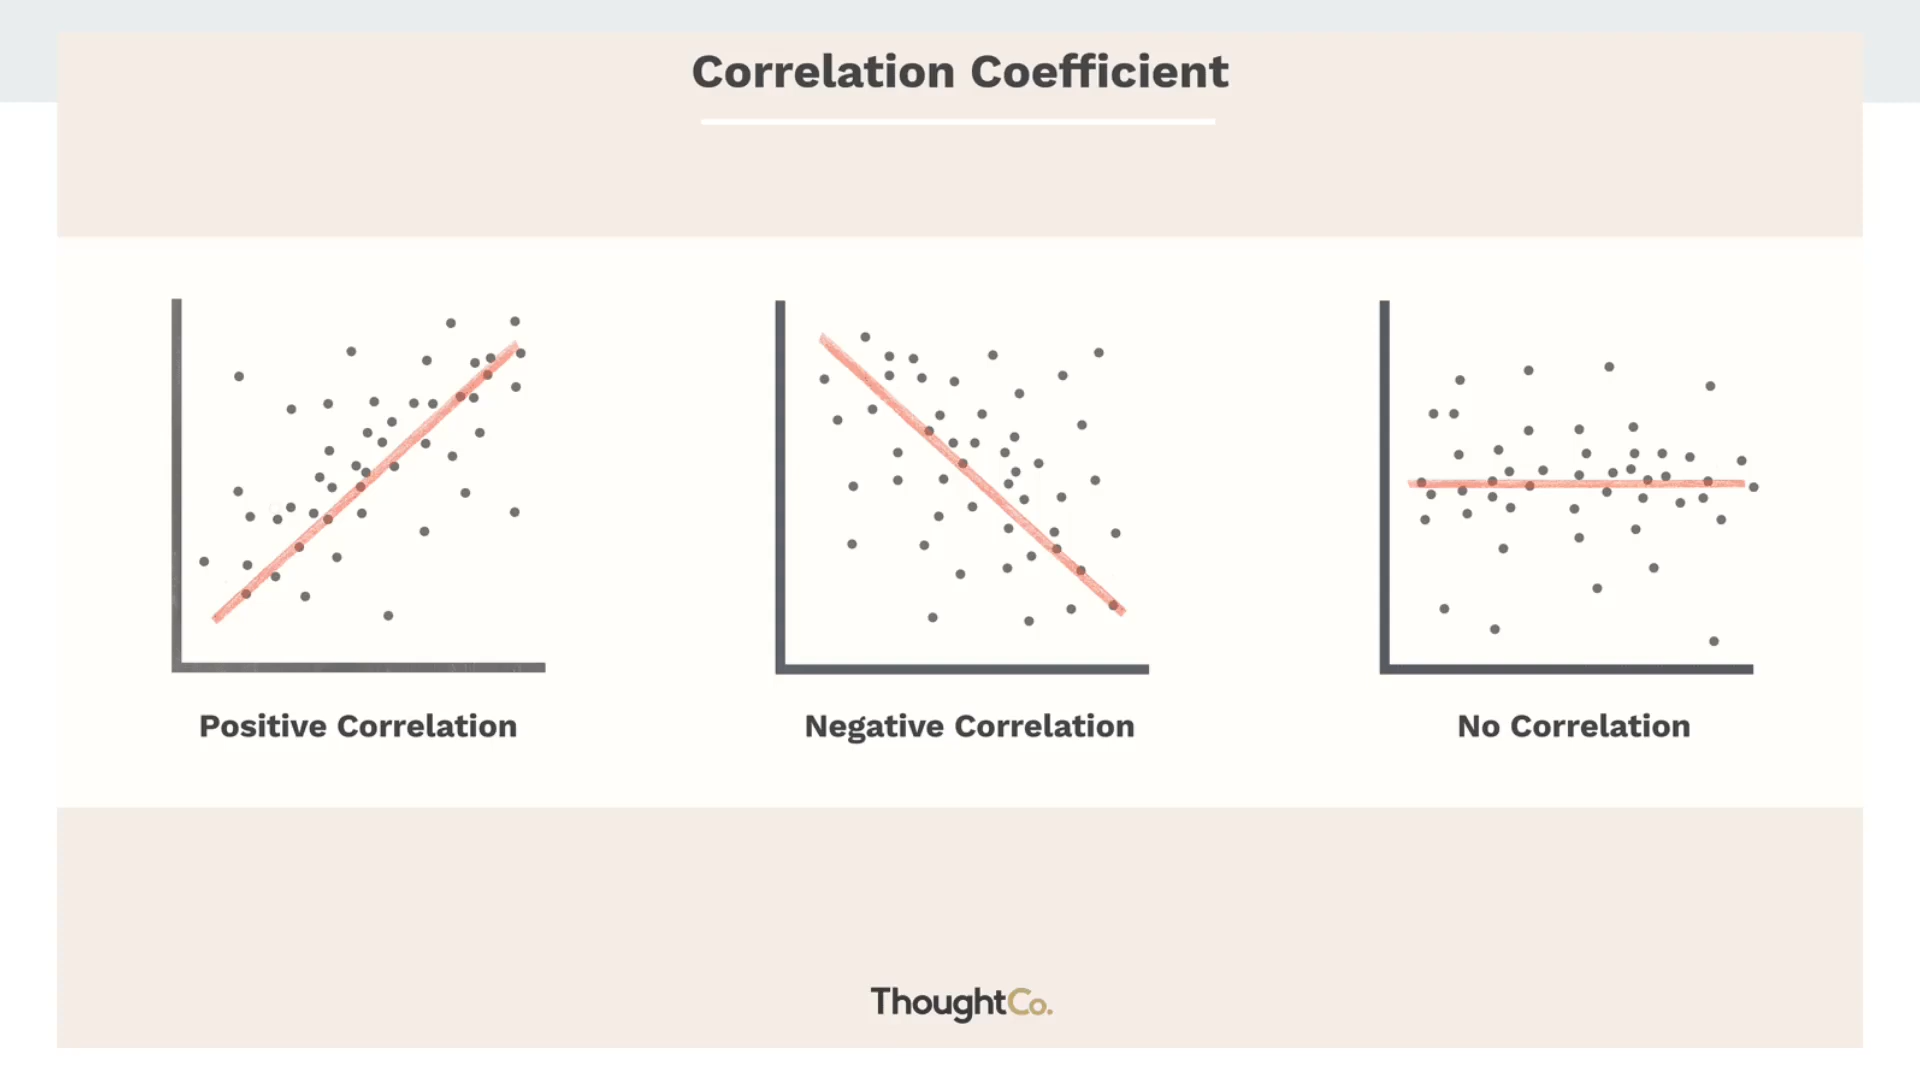 Correlation Coefficient
Positive Correlation
Negative Correlation
No Correlation
ThoughtCo.